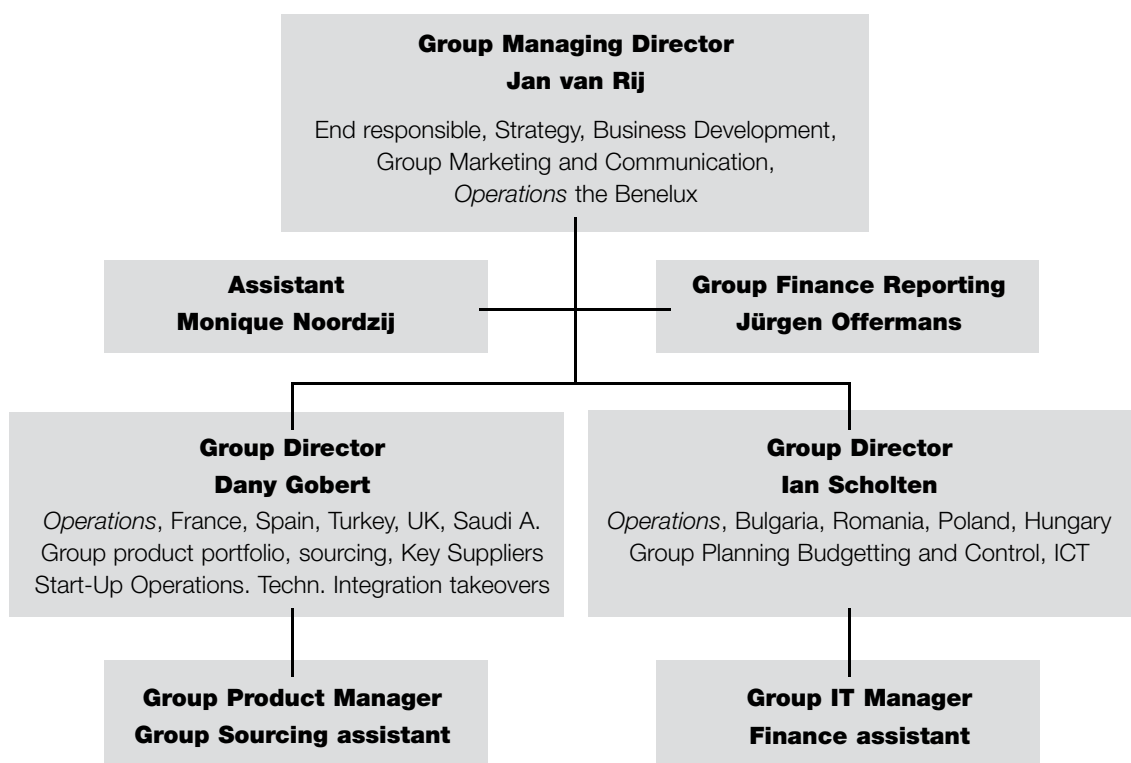 Group Managing Director
Jan van Rij
End responsible, Strategy, Business Development,
Group Marketing and Communication,
Operations the Benelux
Assistant
Monique Noordzij
Group Finance Reporting
Jürgen Offermans
Group Director
Dany Gobert
Operations, France, Spain, Turkey, UK, Saudi A.
Group product portfolio, sourcing, Key Suppliers
Start-Up Operations. Techn. Integration takeovers
Group Director
Ian Scholten
Operations, Bulgaria, Romania, Poland, Hungary
Group Planning Budgetting and Control, ICT
Group Product Manager
Group Sourcing assistant
Group IT Manager
Finance assistant